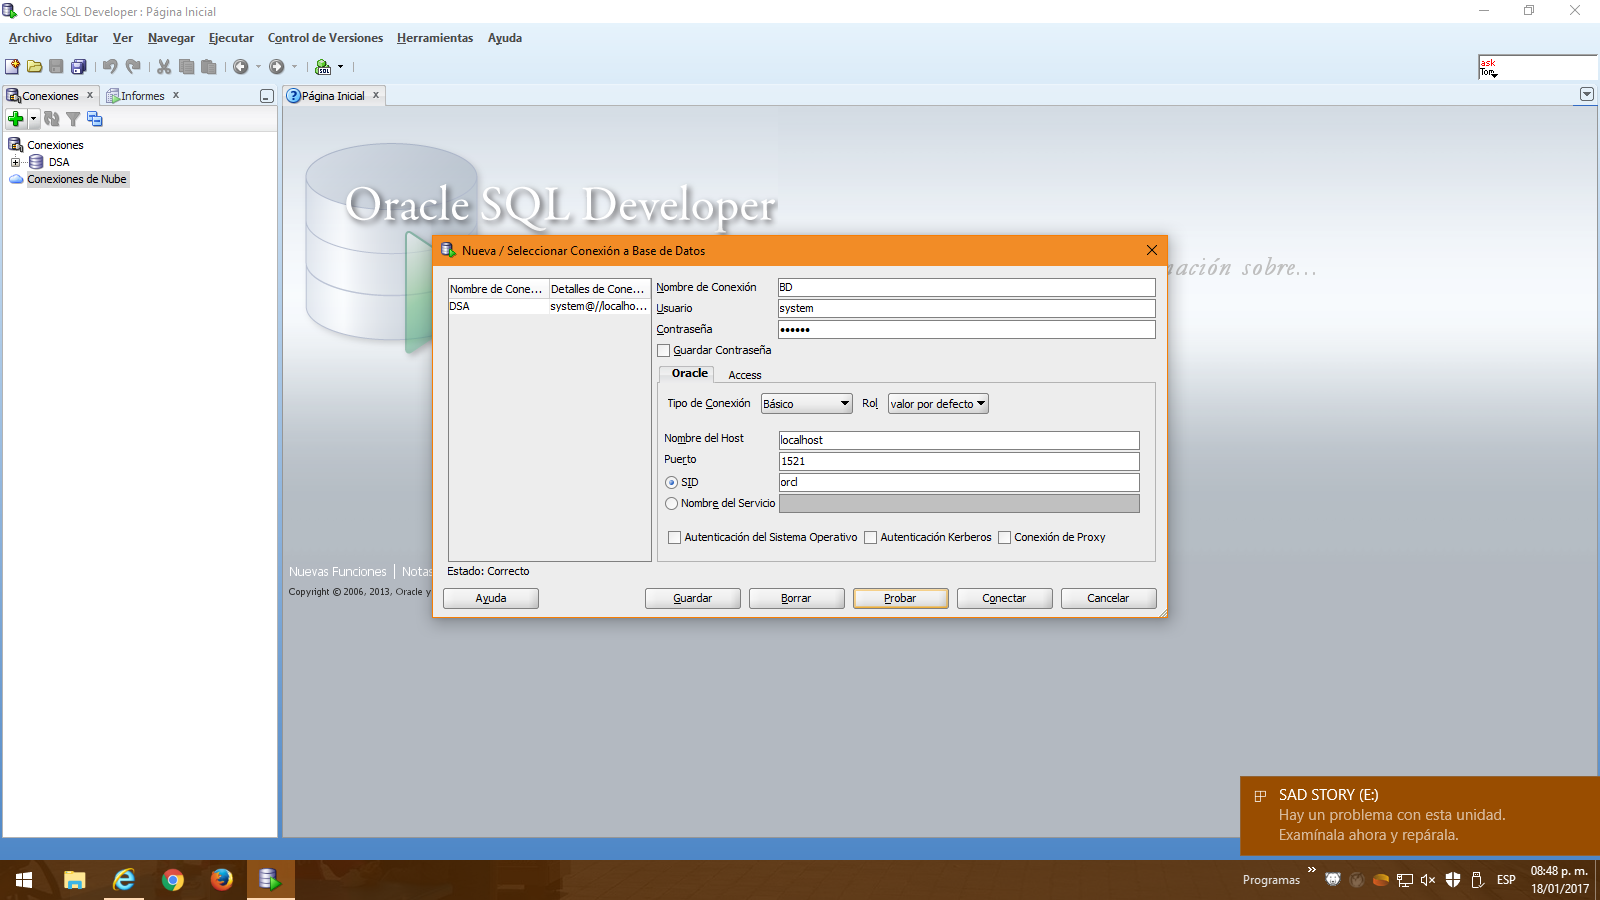 Oracle SQL Developer : Página Inicial
Archivo Editar Ver Navegar Ejecutar Control de Versiones Herramientas Ayuda
SQL
ask
Tom
Conexiones x Informes x
Página Inicial x
Conexiones
DSA
Conexiones de Nube
Oracle SQL Developer
mación sobre...
Nueva / Seleccionar Conexión a Base de Datos
Nombre de Cone... Detalles de Cone...
DSA system@//localho...
Nombre de Conexión BD
Usuario system
Contraseña ••••••
Guardar Contraseña
Oracle Access
Tipo de Conexión Básico Rol valor por defecto
Nombre del Host localhost
Puerto 1521
SID orcl
Nombre del Servicio
Autenticación del Sistema Operativo Autenticación Kerberos Conexión de Proxy
Estado: Correcto
Ayuda Guardar Borrar Probar Conectar Cancelar
Nuevas Funciones | Notas
Copyright © 2006, 2013, Oracle y
SAD STORY (E:)
Hay un problema con esta unidad.
Examínala ahora y repárala.
Programas » ESP
08:48 p. m.
18/01/2017